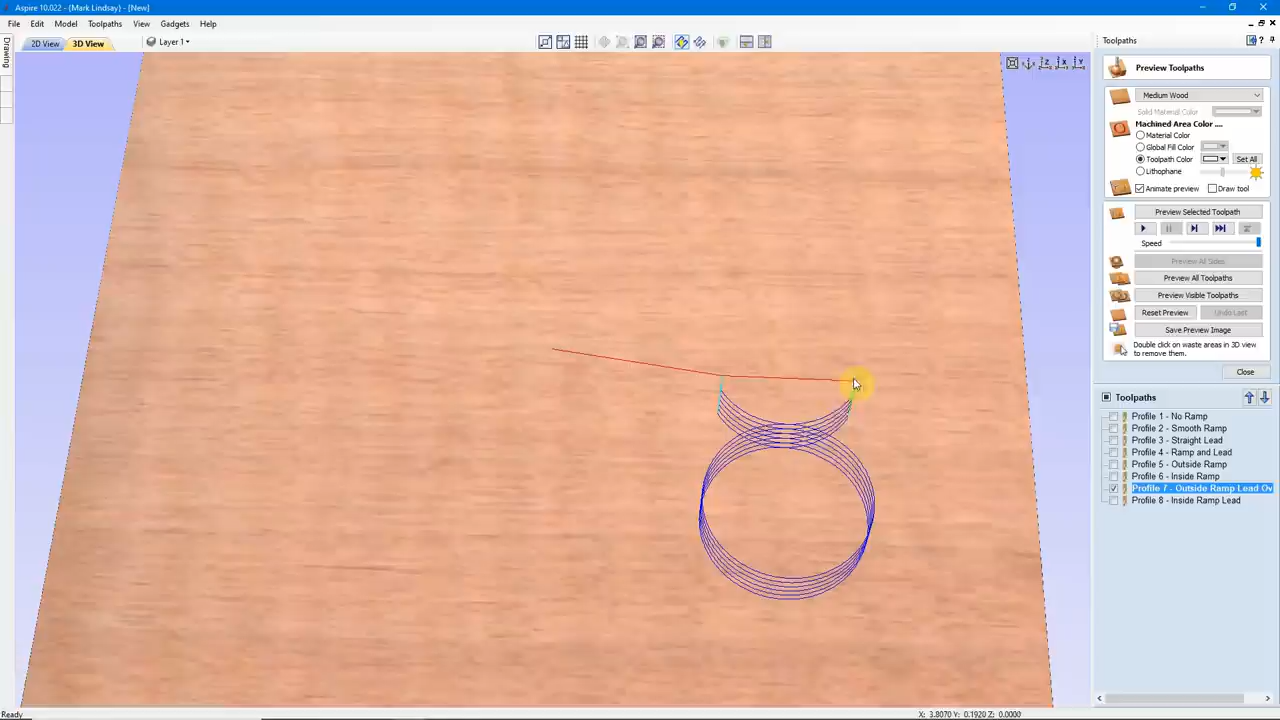 Aspire 10.022 - {Mark Lindsay} - [New]
File Edit Model Toolpaths View Gadgets Help
2D View 3D View Layer 1
Drawing
Toolpaths
Preview Toolpaths
Medium Wood
Solid Material Color
Machined Area Color ....
Material Color
Global Fill Color
Toolpath Color Set All
Lithophane
Animate preview Draw tool
Preview Selected Toolpath
Speed
Preview All Sides
Preview All Toolpaths
Preview Visible Toolpaths
Reset Preview Undo Last
Save Preview Image
Double click on waste areas in 3D view
to remove them.
Close
Toolpaths
Profile 1 - No Ramp
Profile 2 - Smooth Ramp
Profile 3 - Straight Lead
Profile 4 - Ramp and Lead
Profile 5 - Outside Ramp
Profile 6 - Inside Ramp
Profile 7 - Outside Ramp Lead Ov
Profile 8 - Inside Ramp Lead
Ready
X: 3.8070 Y: 0.1920 Z: 0.0000